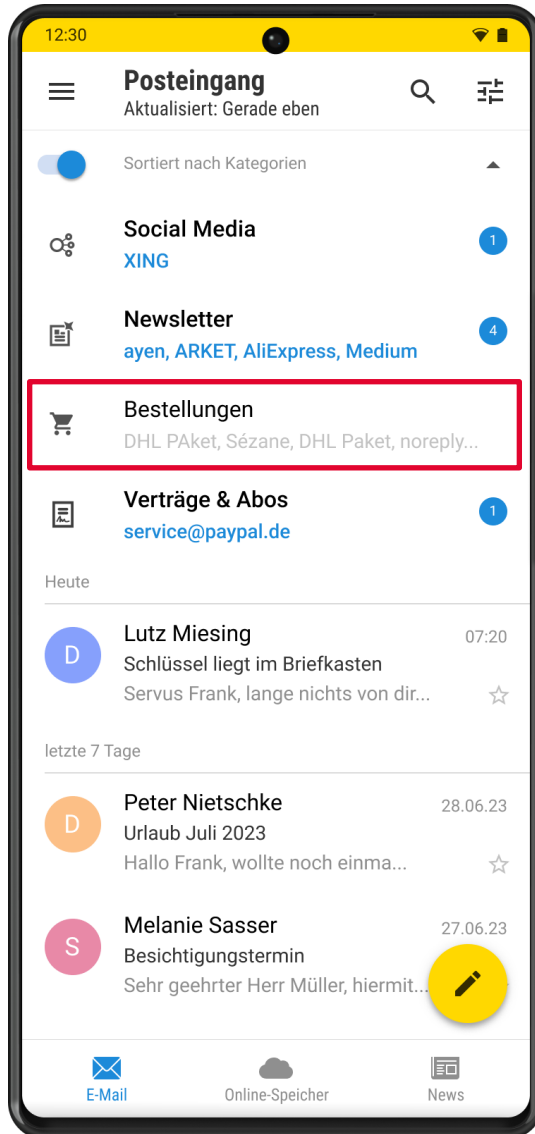 12:30
Posteingang
Aktualisiert: Gerade eben
Sortiert nach Kategorien
Social Media
1
XING
Newsletter
4
ayen, ARKET, AliExpress, Medium
Bestellungen
DHL PAket, Sézane, DHL Paket, noreply...
Verträge & Abos
1
service@paypal.de
Heute
D
Lutz Miesing
07:20
Schlüssel liegt im Briefkasten
Servus Frank, lange nichts von dir...
letzte 7 Tage
D
Peter Nietschke
28.06.23
Urlaub Juli 2023
Hallo Frank, wollte noch einma...
S
Melanie Sasser
27.06.23
Besichtigungstermin
Sehr geehrter Herr Müller, hiermit...
E-Mail
Online-Speicher
News